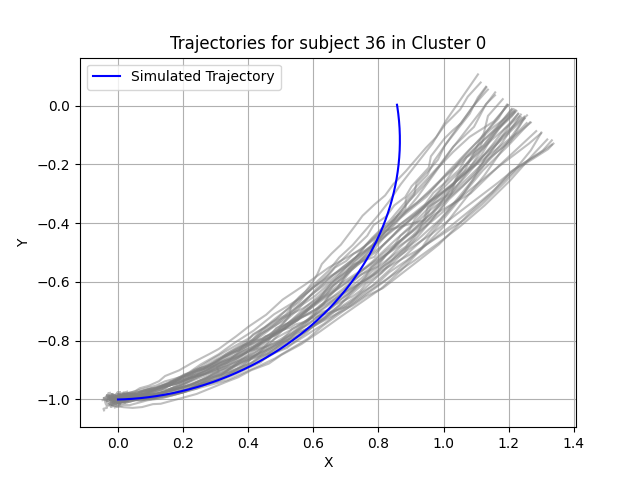 Trajectories for subject 36 in Cluster 0
Simulated Trajectory
Y
0.0
−0.2
−0.4
−0.6
−0.8
−1.0
0.0 0.2 0.4 0.6 0.8 1.0 1.2 1.4
X